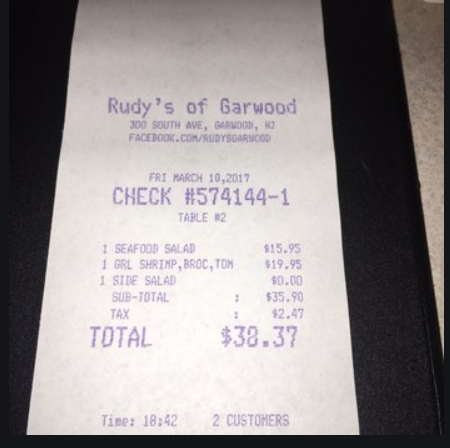 Rudy's of Garwood
300 SOUTH AVE, GARWOOD, NJ
FACEBOOK.COM/RUDYSGARWOOD
FRI MARCH 10,2017
CHECK #574144-1
TABLE #2
1 SEAFOOD SALAD $15.95
1 GRL SHRIMP,BROC,TOM $19.95
1 SIDE SALAD $0.00
SUB-TOTAL : $35.90
TAX : $2.47
TOTAL $38.37
Time: 18:42 2 CUSTOMERS